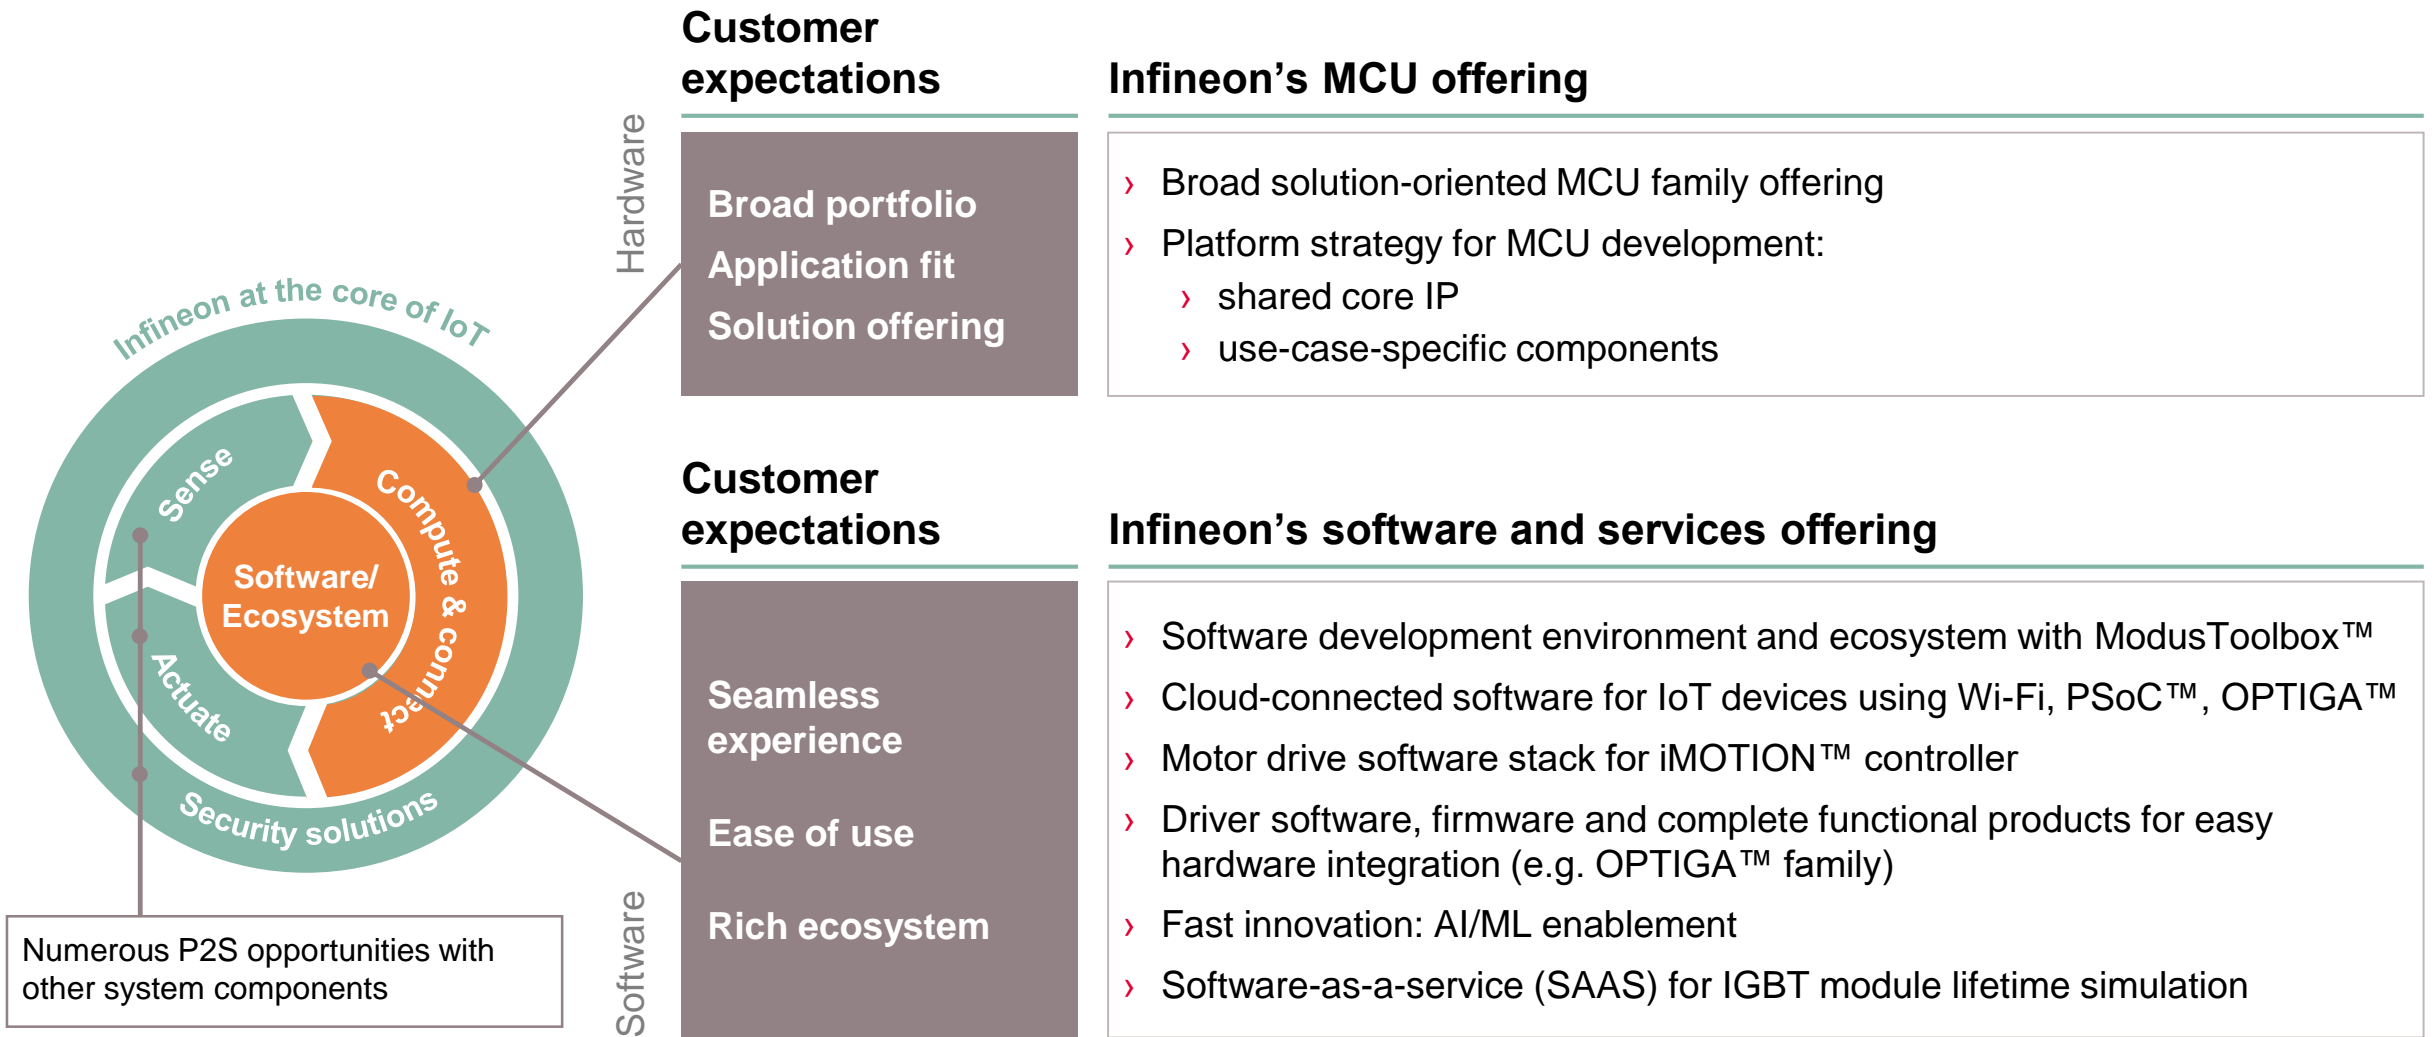 Customer
expectations
Infineon's MCU offering
Hardware
Broad portfolio
Application fit
Solution offering
› Broad solution-oriented MCU family offering
› Platform strategy for MCU development:
› shared core IP
› use-case-specific components
Infineon at the core of IoT
Sense
Compute & connect
Software/
Ecosystem
Actuate
Security solutions
Numerous P2S opportunities with
other system components
Customer
expectations
Infineon's software and services offering
Software
Seamless
experience
Ease of use
Rich ecosystem
› Software development environment and ecosystem with ModusToolbox™
› Cloud-connected software for IoT devices using Wi-Fi, PSoC™, OPTIGA™
› Motor drive software stack for iMOTION™ controller
› Driver software, firmware and complete functional products for easy
hardware integration (e.g. OPTIGA™ family)
› Fast innovation: AI/ML enablement
› Software-as-a-service (SAAS) for IGBT module lifetime simulation